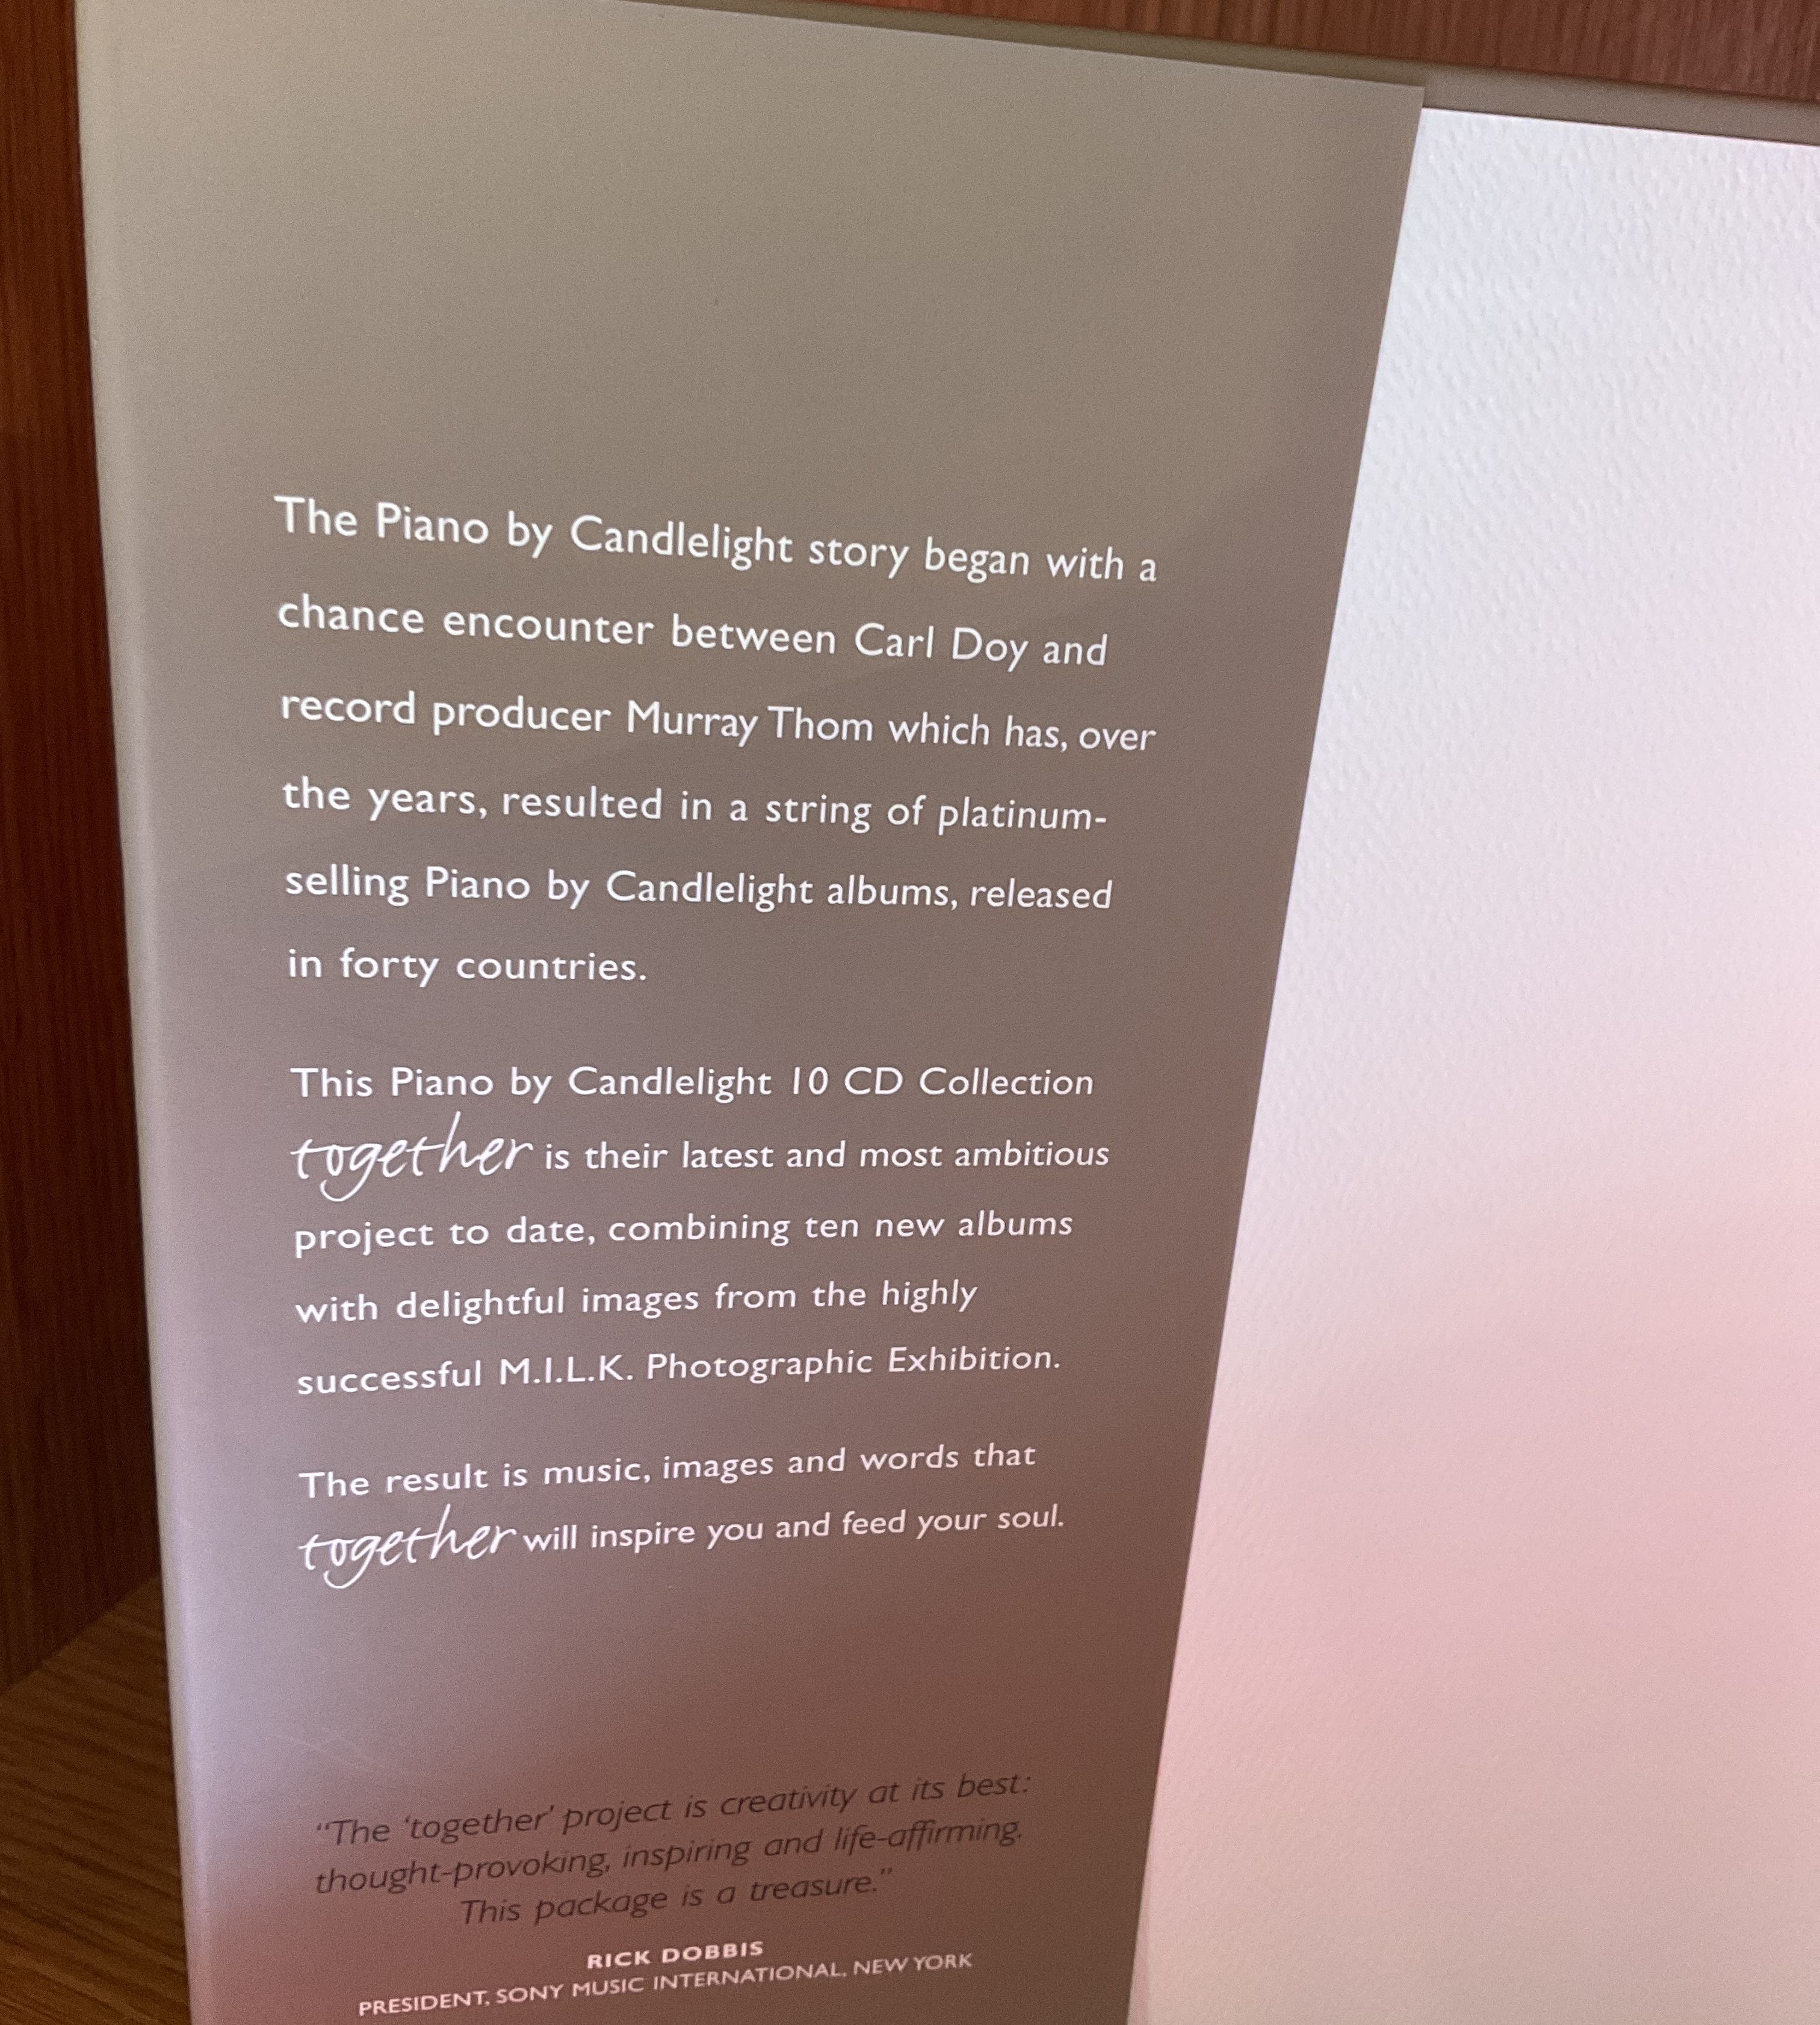 The Piano by Candlelight story began with a
chance encounter between Carl Doy and
record producer Murray Thom which has, over
the years, resulted in a string of platinum-
selling Piano by Candlelight albums, released
in forty countries.
This Piano by Candlelight 10 CD Collection
together is their latest and most ambitious
project to date, combining ten new albums
with delightful images from the highly
successful M.I.L.K. Photographic Exhibition.
The result is music, images and words that
together will inspire you and feed your soul.
“The ‘together’ project is creativity at its best:
thought-provoking, inspiring and life-affirming.
This package is a treasure.”
RICK DOBBIS
PRESIDENT, SONY MUSIC INTERNATIONAL, NEW YORK